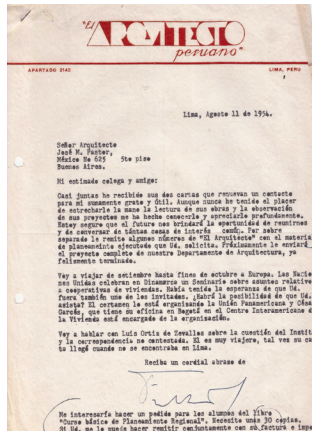 "El
ARQVITECTO
peruano"
APARTADO 2142
LIMA, PERU
Lima, Agosto 11 de 1954.
Señor Arquitecto
José M. Pastor,
México No 625 5to piso
Buenos Aires.
Mi estimado colega y amigo:
Casi juntas he recibido sus dos cartas que renuevan un contacto
para mi sumamente grato y útil. Aunque nunca he tenido el placer
de estrecharle la mano la lectura de sus obras y la observación
de sus proyectos me ha hecho conocerlo y apreciarlo profundamente.
Estoy seguro que el futuro nos brindará la oportunidad de reunirnos
y de conversar de tántas cosas de interés común. Por sobre
separado le remito algunos números de "El Arquitecto" con el materia
de planeamiento ejecutado que Ud. solicita. Próximamente le enviaré
el proyecto completo de nuestro Departamento de Arquitectura, ya
felizmente terminado.
Voy a viajar de setiembre hasta fines de octubre a Europa. Las Nacio
nes Unidas celebran en Dinamarca un Seminario sobre asuntos relativo
a cooperativas de viviendas. Había tenido la esperanza de que Ud.
fuera también uno de los invitados. ¿Habrá la posibilidad de que Ud.
asista? El certamen lo está organizando la Unión Panamericana y César
Garcés, que tiene su oficina en Bogotá en el Centro Interamericano d
la Vivienda está encargado de la organización.
Voy a hablar con Luis Ortiz de Zevallos sobre la cuestión del Instit
y la correspondencia no contestada. El es muy viajero, tal vez su ca
ta llegó cuando no se encontraba en Lima.
Reciba un cordial abrazo de
Me interesaría hacer un pedido para los alumnos del libro
"Curso básico de Planeamiento Regional". Necesito unas 30 copias.
Si Ud. me lo puede hacer remitir conjuntamente con su factura e impo